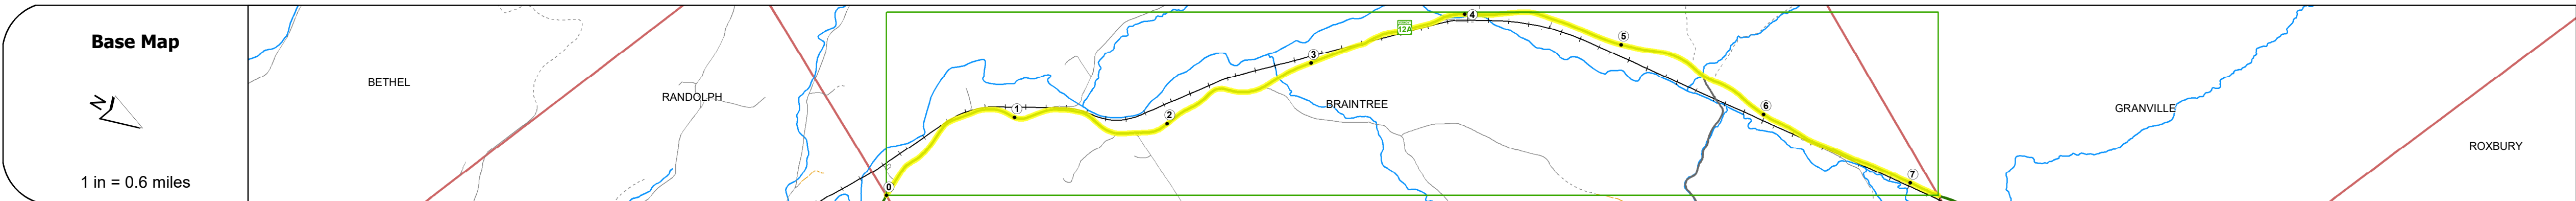 Base Map
N
1 in = 0.6 miles
BETHEL
RANDOLPH
BRAINTREE
GRANVILLE
ROXBURY
12A
0
1
2
3
4
5
6
7